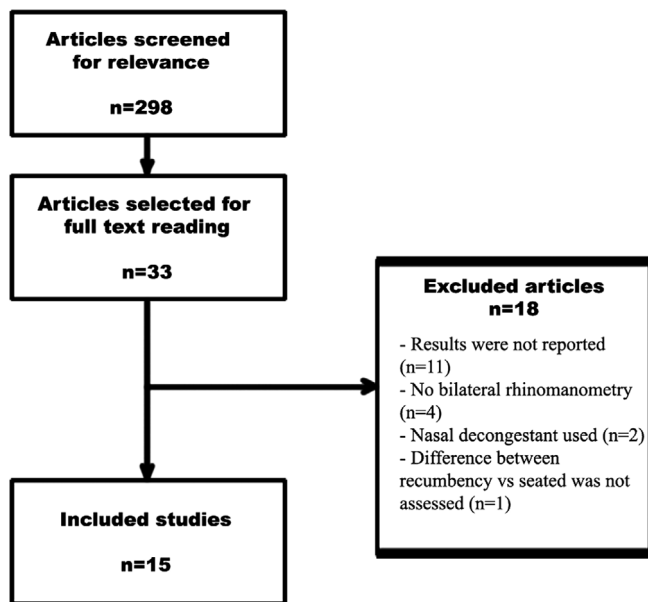 Articles screened
for relevance
n=298
Articles selected for
full text reading
n=33
Excluded articles
n=18
- Results were not reported
(n=11)
- No bilateral rhinomanometry
(n=4)
- Nasal decongestant used (n=2)
- Difference between
recumbency vs seated was not
assessed (n=1)
Included studies
n=15